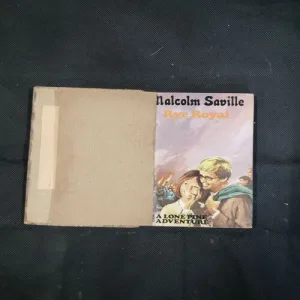 Malcolm Saville
Rye Royal
A LONE PINE
ADVENTURE